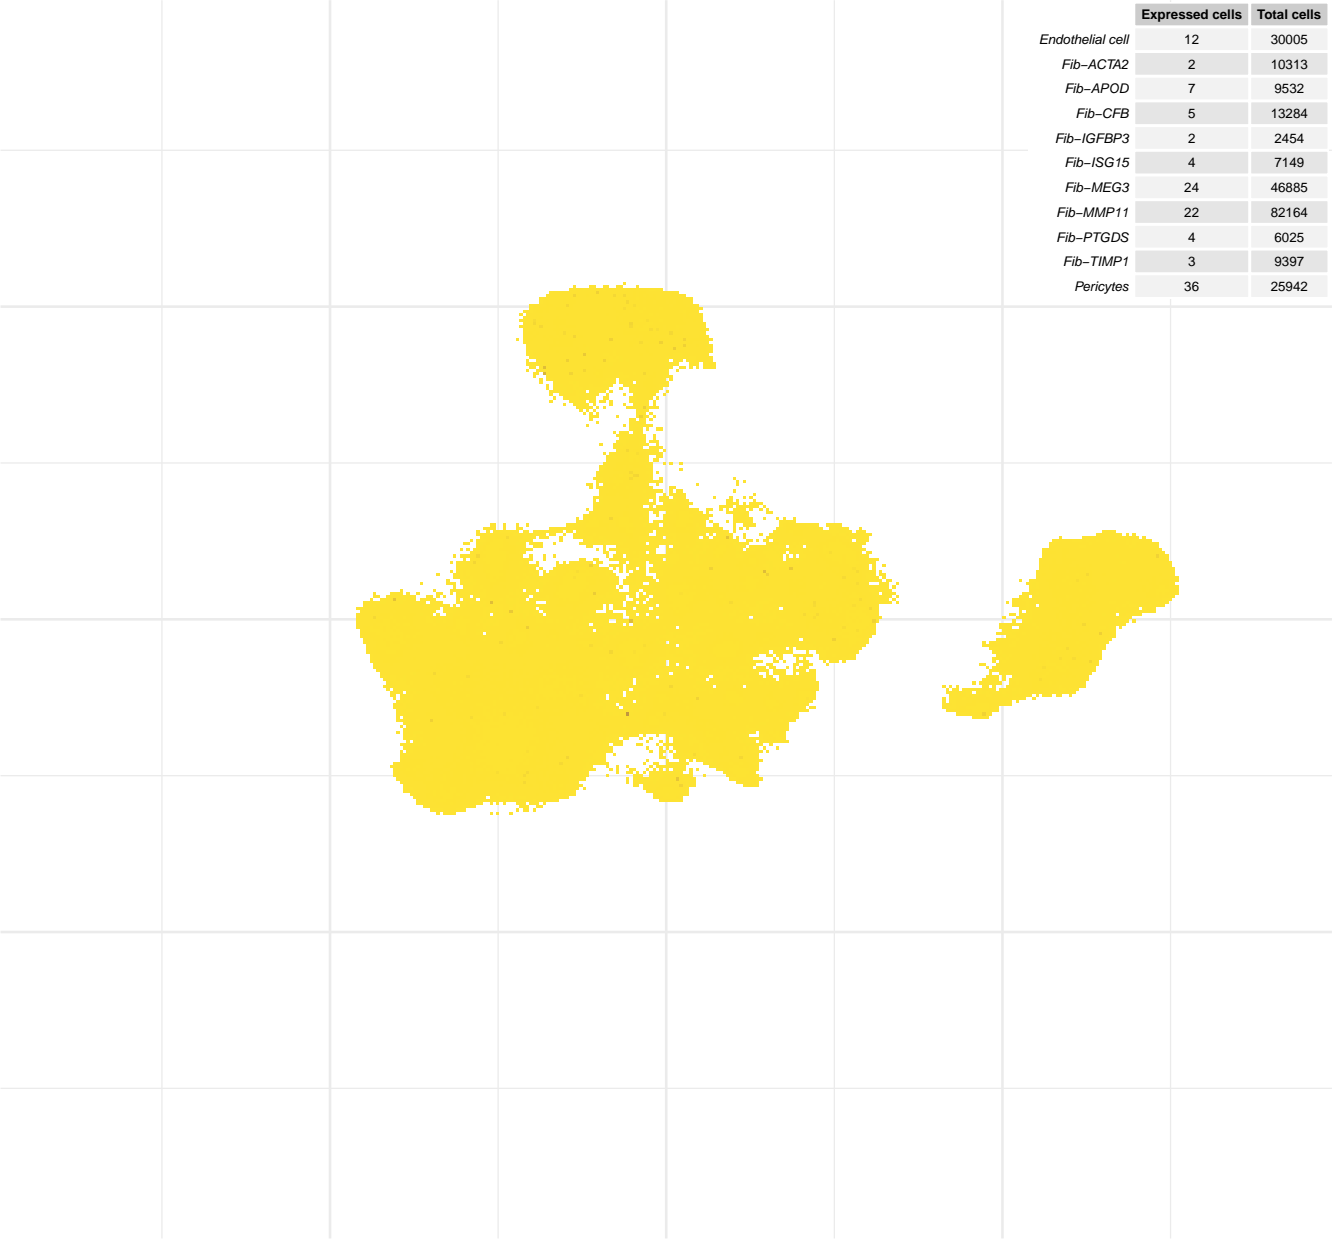 Expressed cells Total cells
Endothelial cell 12 30005
Fib−ACTA2 2 10313
Fib−APOD 7 9532
Fib−CFB 5 13284
Fib−IGFBP3 2 2454
Fib−ISG15 4 7149
Fib−MEG3 24 46885
Fib−MMP11 22 82164
Fib−PTGDS 4 6025
Fib−TIMP1 3 9397
Pericytes 36 25942